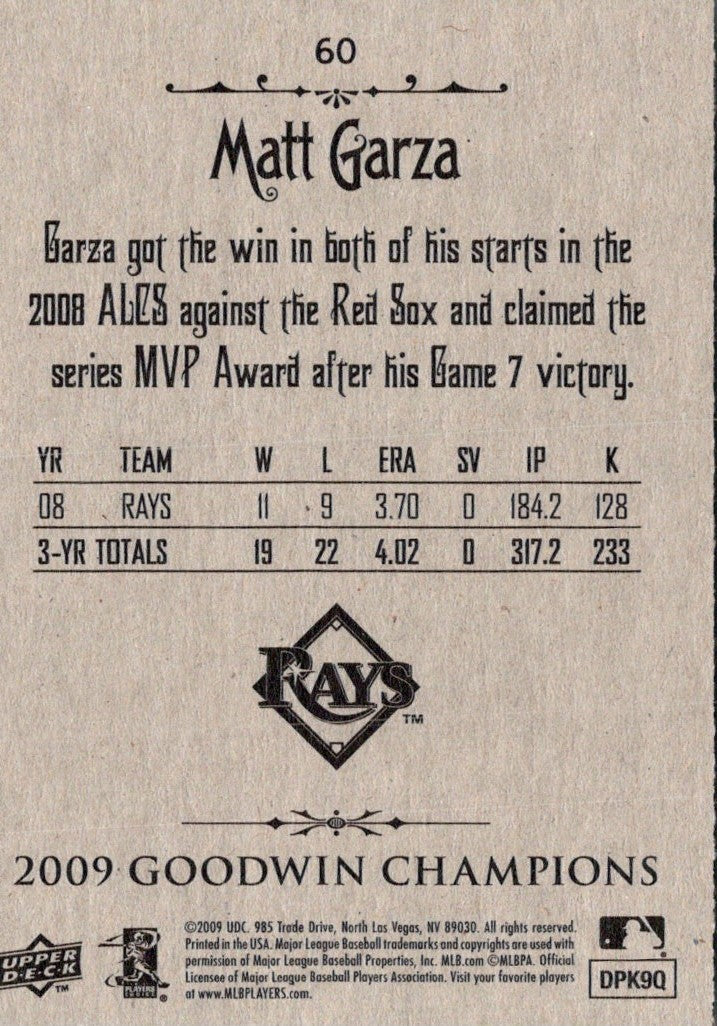 60
Matt Garza
Garza got the win in both of his starts in the
2008 ALCS against the Red Sox and claimed the
series MVP Award after his Game 7 victory.
YR TEAM W L ERA SV IP K
08 RAYS 11 9 3.70 0 184.2 128
3-YR TOTALS 19 22 4.02 0 317.2 233
RAYS TM
2009 GOODWIN CHAMPIONS
©2009 UDC. 985 Trade Drive, North Las Vegas, NV 89030. All rights reserved.
Printed in the USA. Major League Baseball trademarks and copyrights are used with
permission of Major League Baseball Properties, Inc. MLB.com ©MLBPA. Official
Licensee of Major League Baseball Players Association. Visit your favorite players
at www.MLBPLAYERS.com.
UPPER
DECK TM
PLAYERS
CHOICE
DPK9Q